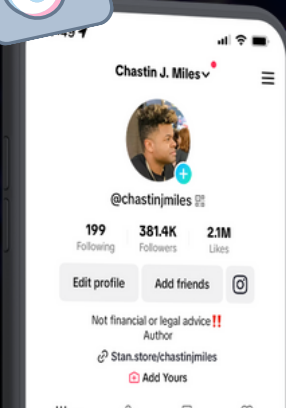 Chastin J. Miles
@chastinjmiles
199 381.4K 2.1M
Following Followers Likes
Edit profile Add friends
Not financial or legal advice‼️
Author
Stan.store/chastinjmiles
Add Yours